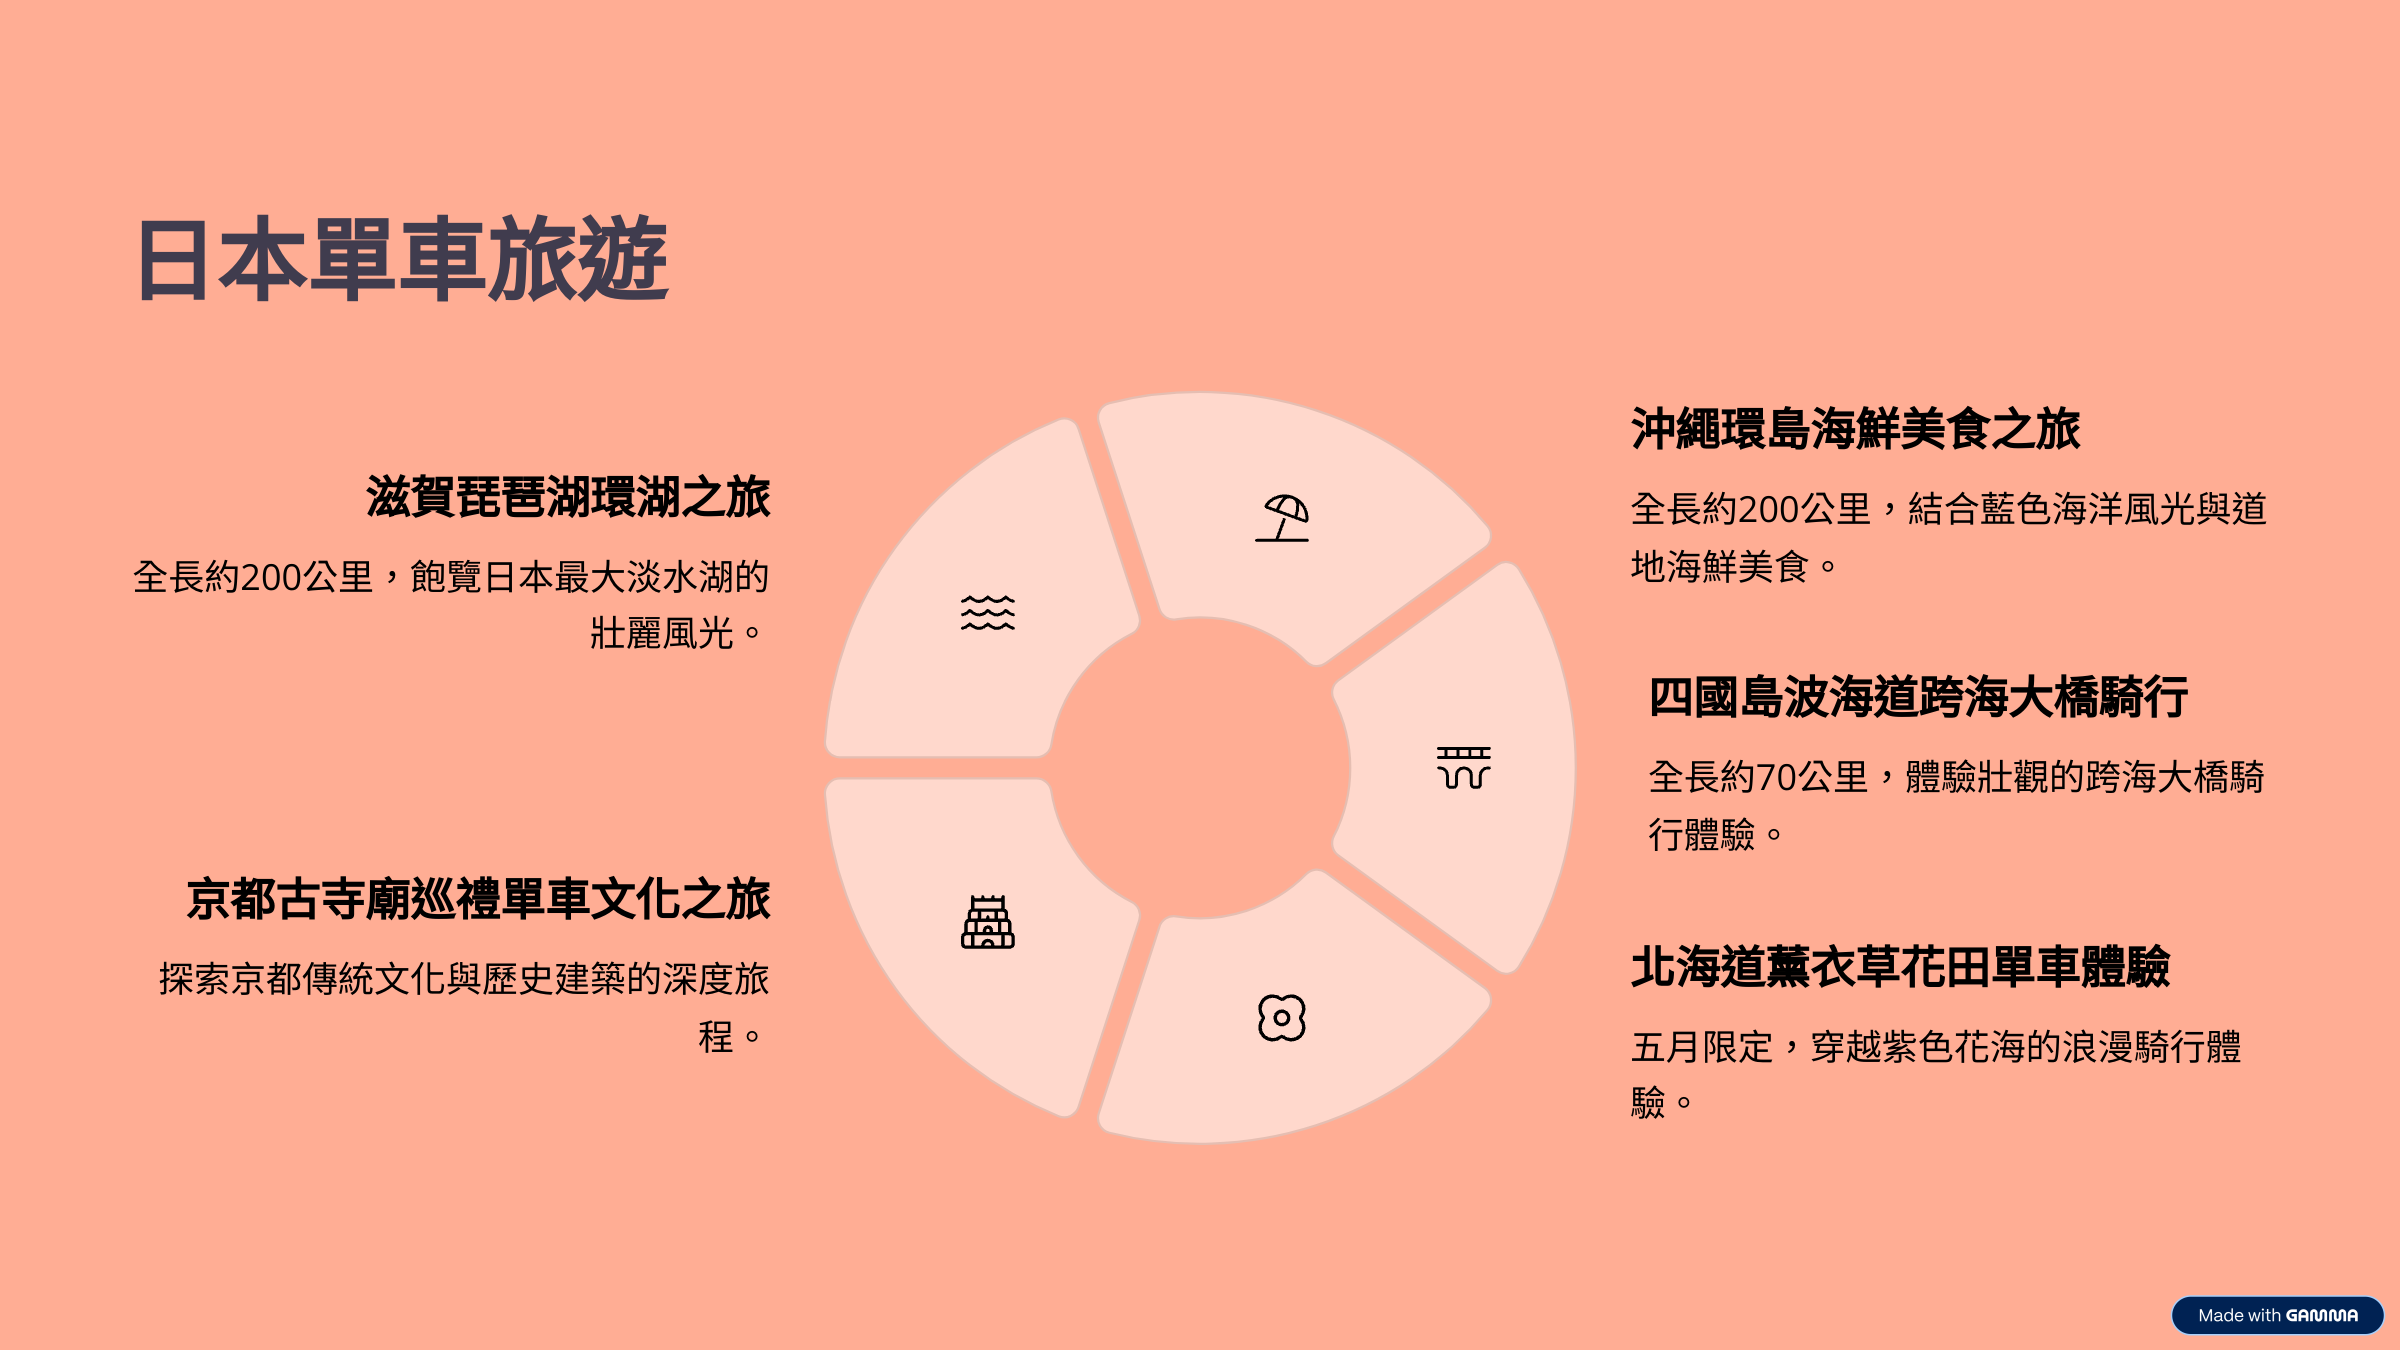 日本單車旅遊
滋賀琵琶湖環湖之旅
全長約200公里，飽覽日本最大淡水湖的
壯麗風光。
京都古寺廟巡禮單車文化之旅
探索京都傳統文化與歷史建築的深度旅
程。
沖繩環島海鮮美食之旅
全長約200公里，結合藍色海洋風光與道
地海鮮美食。
四國島波海道跨海大橋騎行
全長約70公里，體驗壯觀的跨海大橋騎
行體驗。
北海道薰衣草花田單車體驗
五月限定，穿越紫色花海的浪漫騎行體
驗。
Made with GAMMA